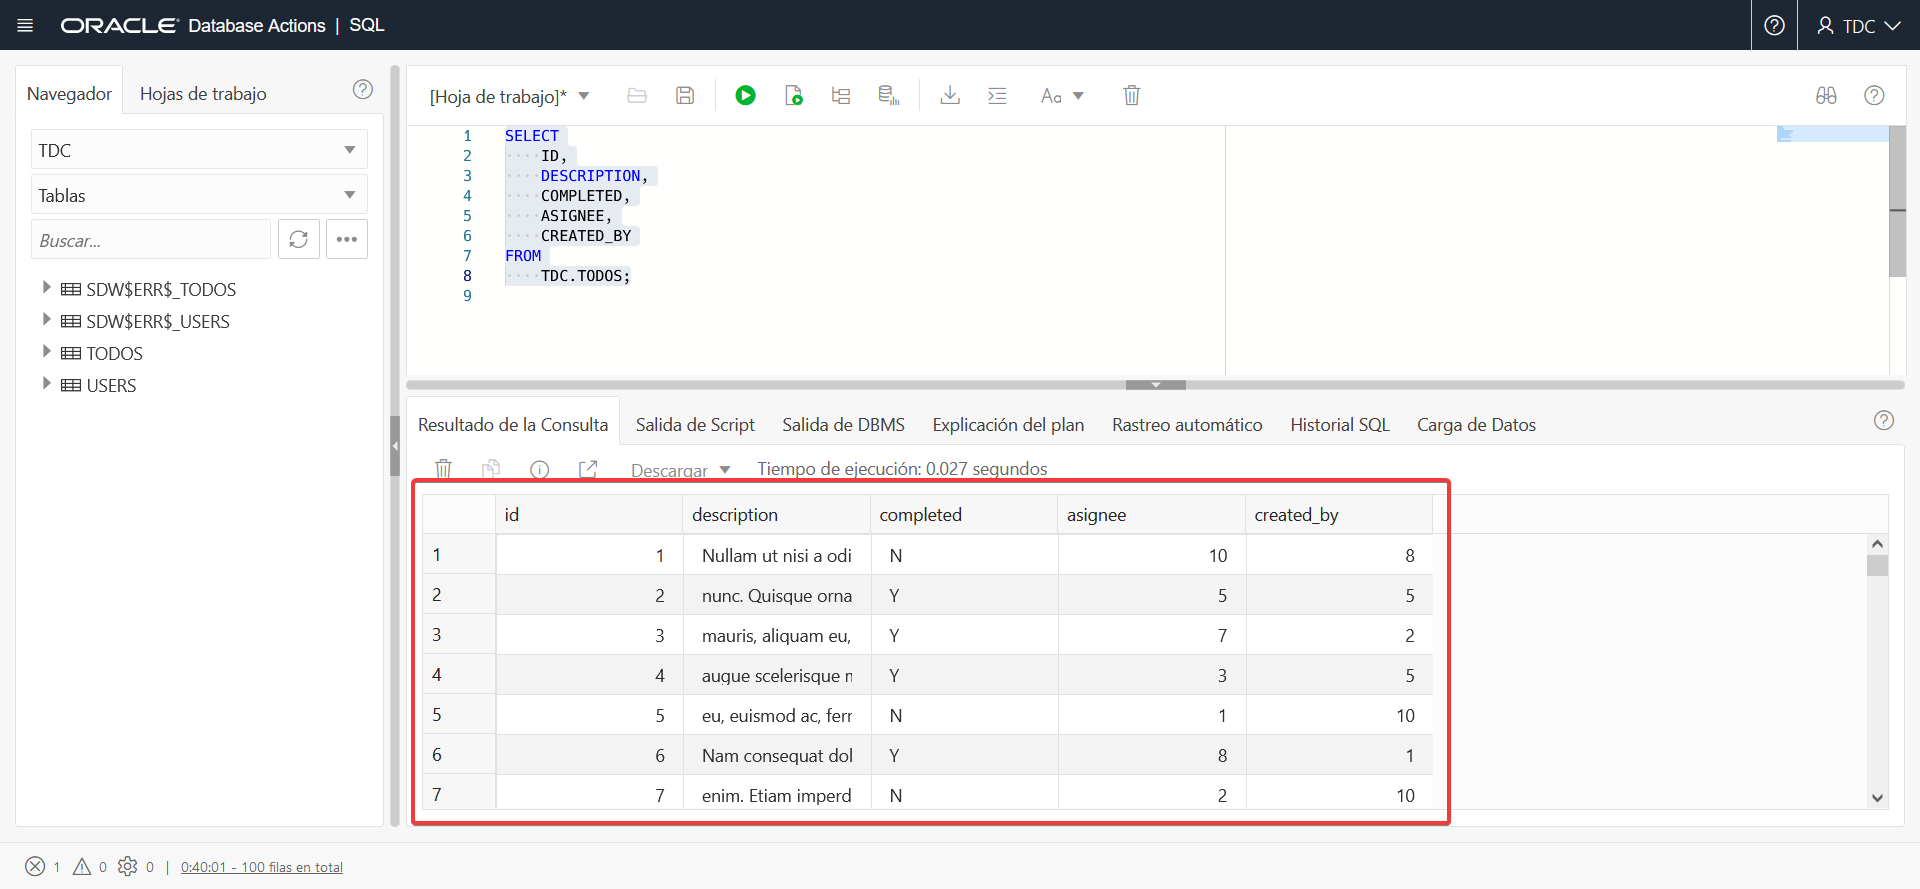 ORACLE Database Actions | SQL
TDC
Navegador
Hojas de trabajo
TDC
Tablas
Buscar...
SDW$ERR$_TODOS
SDW$ERR$_USERS
TODOS
USERS
[Hoja de trabajo]*
Aa
1 SELECT
2 ID,
3 DESCRIPTION,
4 COMPLETED,
5 ASIGNEE,
6 CREATED_BY
7 FROM
8 TDC.TODOS;
9
Resultado de la Consulta Salida de Script Salida de DBMS Explicación del plan Rastreo automático Historial SQL Carga de Datos
Descargar Tiempo de ejecución: 0.027 segundos
id description completed asignee created_by
1 1 Nullam ut nisi a odi N 10 8
2 2 nunc. Quisque orna Y 5 5
3 3 mauris, aliquam eu, Y 7 2
4 4 augue scelerisque Y 3 5
5 5 eu, euismod ac, N 1 10
6 6 Nam consequat dol Y 8 1
7 7 enim. Etiam imperd N 2 10
1 0 0 | 0:40:01 - 100 filas en total